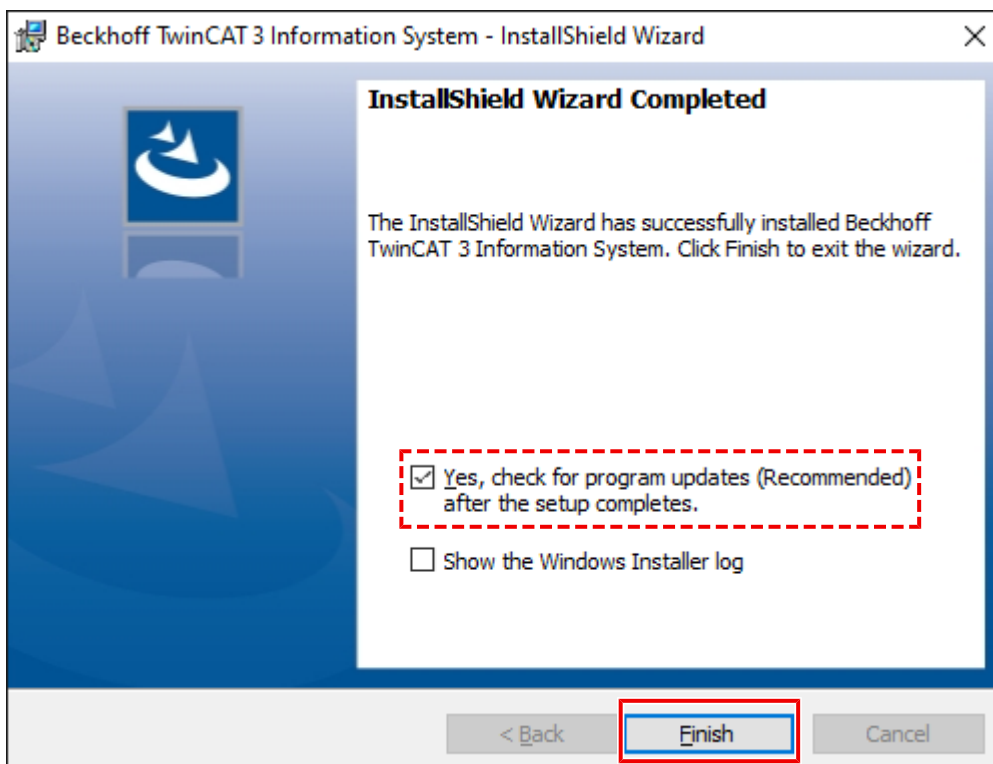 Beckhoff TwinCAT 3 Information System - InstallShield Wizard
InstallShield Wizard Completed
The InstallShield Wizard has successfully installed Beckhoff
TwinCAT 3 Information System. Click Finish to exit the wizard.
Yes, check for program updates (Recommended)
after the setup completes.
Show the Windows Installer log
< Back
Finish
Cancel